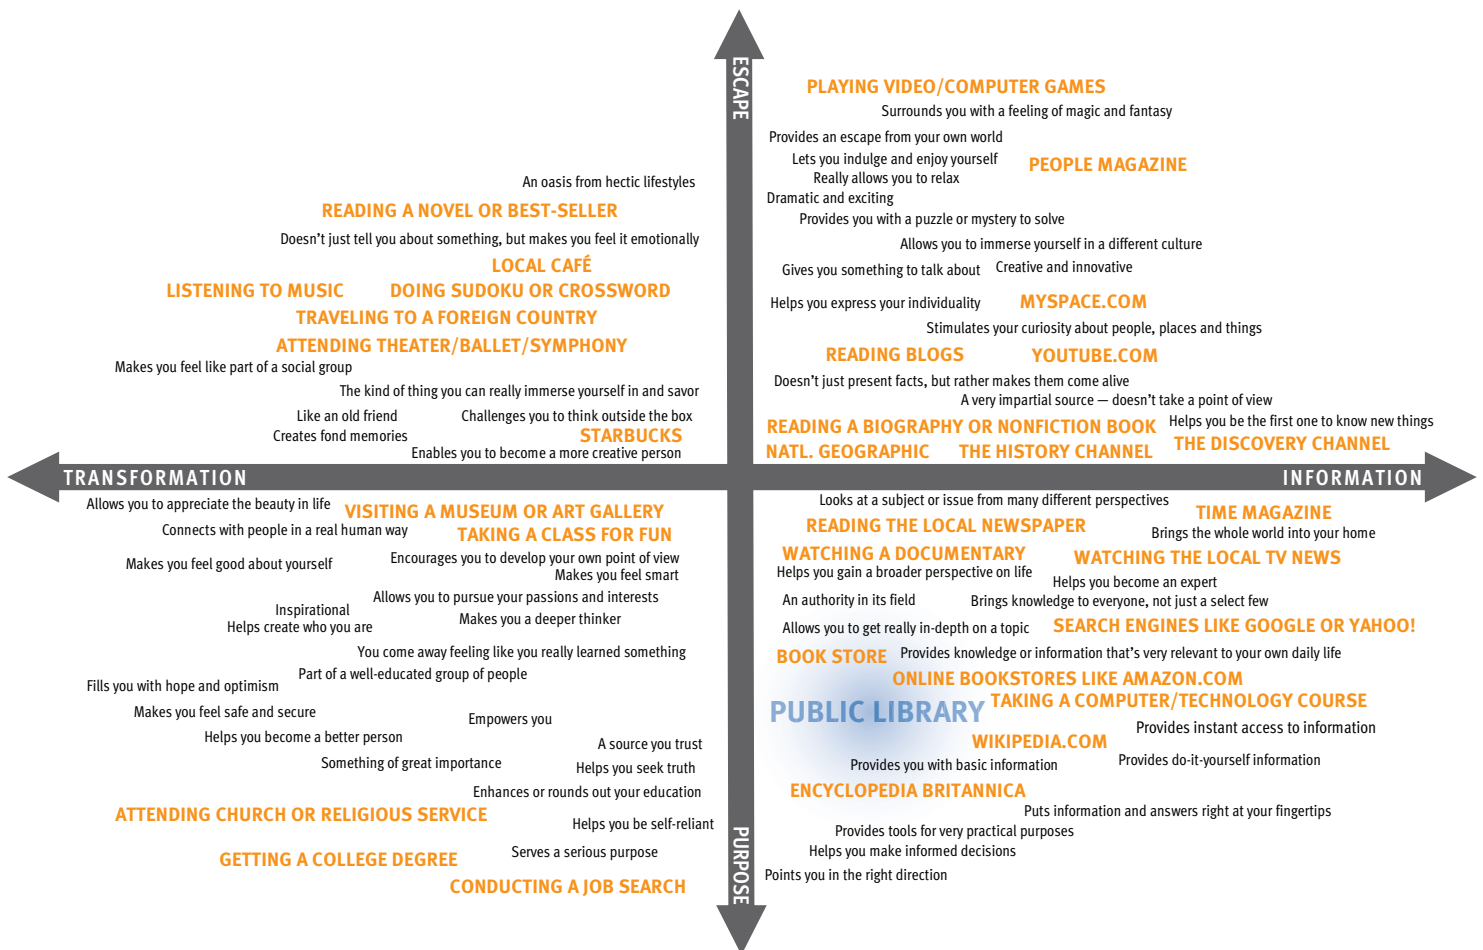 ESCAPE
PLAYING VIDEO/COMPUTER GAMES
Surrounds you with a feeling of magic and fantasy
Provides an escape from your own world
Lets you indulge and enjoy yourself
PEOPLE MAGAZINE
Really allows you to relax
Dramatic and exciting
Provides you with a puzzle or mystery to solve
Allows you to immerse yourself in a different culture
Gives you something to talk about
Creative and innovative
Helps you express your individuality
MYSPACE.COM
Stimulates your curiosity about people, places and things
READING BLOGS
YOUTUBE.COM
Doesn't just present facts, but rather makes them come alive
A very impartial source — doesn't take a point of view
READING A BIOGRAPHY OR NONFICTION BOOK
Helps you be the first one to know new things
NATL. GEOGRAPHIC
THE HISTORY CHANNEL
THE DISCOVERY CHANNEL
An oasis from hectic lifestyles
READING A NOVEL OR BEST-SELLER
Doesn't just tell you about something, but makes you feel it emotionally
LOCAL CAFÉ
LISTENING TO MUSIC
DOING SUDOKU OR CROSSWORD
TRAVELING TO A FOREIGN COUNTRY
ATTENDING THEATER/BALLET/SYMPHONY
Makes you feel like part of a social group
The kind of thing you can really immerse yourself in and savor
Like an old friend
Challenges you to think outside the box
Creates fond memories
STARBUCKS
Enables you to become a more creative person
TRANSFORMATION
INFORMATION
Allows you to appreciate the beauty in life
VISITING A MUSEUM OR ART GALLERY
Connects with people in a real human way
TAKING A CLASS FOR FUN
Makes you feel good about yourself
Encourages you to develop your own point of view
Makes you feel smart
Allows you to pursue your passions and interests
Inspirational
Makes you a deeper thinker
Helps create who you are
You come away feeling like you really learned something
Part of a well-educated group of people
Fills you with hope and optimism
Makes you feel safe and secure
Empowers you
Helps you become a better person
A source you trust
Something of great importance
Helps you seek truth
Enhances or rounds out your education
ATTENDING CHURCH OR RELIGIOUS SERVICE
Helps you be self-reliant
GETTING A COLLEGE DEGREE
Serves a serious purpose
CONDUCTING A JOB SEARCH
Looks at a subject or issue from many different perspectives
TIME MAGAZINE
READING THE LOCAL NEWSPAPER
Brings the whole world into your home
WATCHING A DOCUMENTARY
WATCHING THE LOCAL TV NEWS
Helps you gain a broader perspective on life
Helps you become an expert
An authority in its field
Brings knowledge to everyone, not just a select few
Allows you to get really in-depth on a topic
SEARCH ENGINES LIKE GOOGLE OR YAHOO!
BOOK STORE
Provides knowledge or information that's very relevant to your own daily life
ONLINE BOOKSTORES LIKE AMAZON.COM
TAKING A COMPUTER/TECHNOLOGY COURSE
PUBLIC LIBRARY
Provides instant access to information
WIKIPEDIA.COM
Provides you with basic information
Provides do-it-yourself information
ENCYCLOPEDIA BRITANNICA
Puts information and answers right at your fingertips
Provides tools for very practical purposes
Helps you make informed decisions
Points you in the right direction
PURPOSE